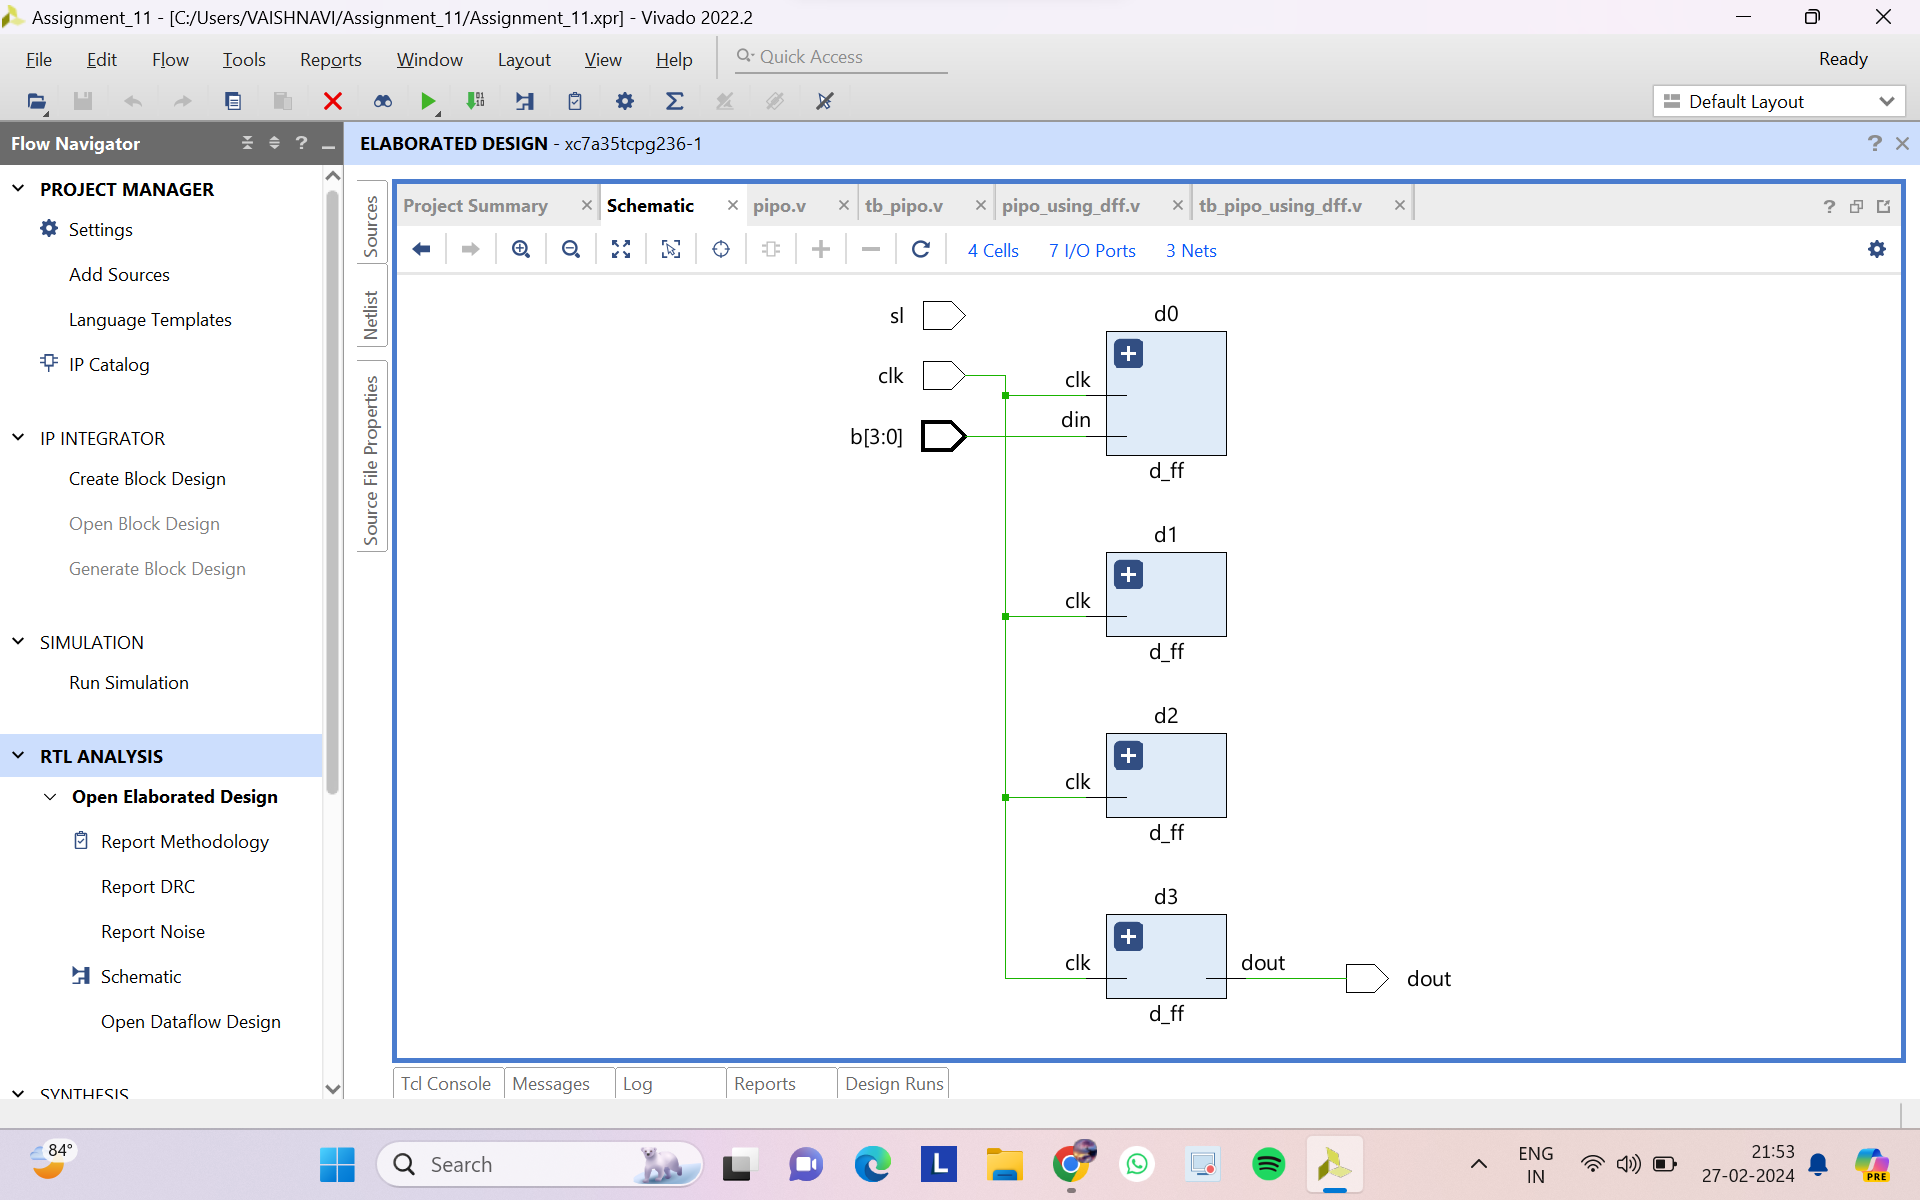 Assignment_11 - [C:/Users/VAISHNAVI/Assignment_11/Assignment_11.xpr] - Vivado 2022.2
File Edit Flow Tools Reports Window Layout View Help Quick Access Ready
Default Layout
Flow Navigator ?
ELABORATED DESIGN - xc7a35tcpg236-1 ?
PROJECT MANAGER
Settings
Add Sources
Language Templates
IP Catalog
IP INTEGRATOR
Create Block Design
Open Block Design
Generate Block Design
SIMULATION
Run Simulation
RTL ANALYSIS
Open Elaborated Design
Report Methodology
Report DRC
Report Noise
Schematic
Open Dataflow Design
SYNTHESIS
Sources
Netlist
Source File Properties
Project Summary Schematic pipo.v tb_pipo.v pipo_using_dff.v tb_pipo_using_dff.v ?
4 Cells 7 I/O Ports 3 Nets
sl
clk
b[3:0]
d0
clk
din
d_ff
d1
clk
d_ff
d2
clk
d_ff
d3
clk
dout
d_ff
dout
Tcl Console Messages Log Reports Design Runs
84°
Search
L
ENG
IN
21:53
27-02-2024
PRE